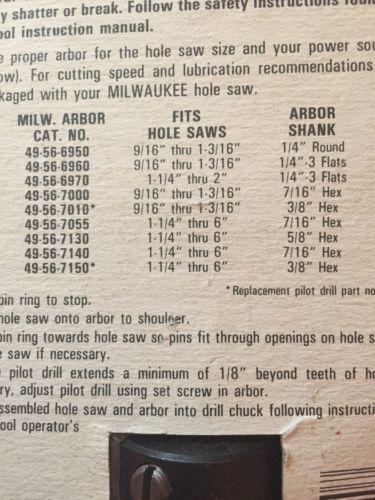 y shatter or break. Follow the safety instructions
ool instruction manual.
e proper arbor for the hole saw size and your power
ow). For cutting speed and lubrication recommendations
kaged with your MILWAUKEE hole saw.
MILW. ARBOR FITS ARBOR
CAT. NO. HOLE SAWS SHANK
49-56-6950 9/16" thru 1-3/16" 1/4" Round
49-56-6960 9/16" thru 1-3/16" 1/4"-3 Flats
49-56-6970 1-1/4" thru 2" 1/4"-3 Flats
49-56-7000 9/16" thru 1-3/16" 7/16" Hex
49-56-7010* 9/16" thru 1-3/16" 3/8" Hex
49-56-7055 1-1/4" thru 6" 7/16" Hex
49-56-7130 1-1/4" thru 6" 5/8" Hex
49-56-7140 1-1/4" thru 6" 7/16" Hex
49-56-7150* 1-1/4" thru 6" 3/8" Hex
*Replacement pilot drill part no
pin ring to stop.
hole saw onto arbor to shoulder.
pin ring towards hole saw so pins fit through openings on hole s
e saw if necessary.
e pilot drill extends a minimum of 1/8" beyond teeth of ho
ry, adjust pilot drill using set screw in arbor.
ssembled hole saw and arbor into drill chuck following instructi
ool operator's